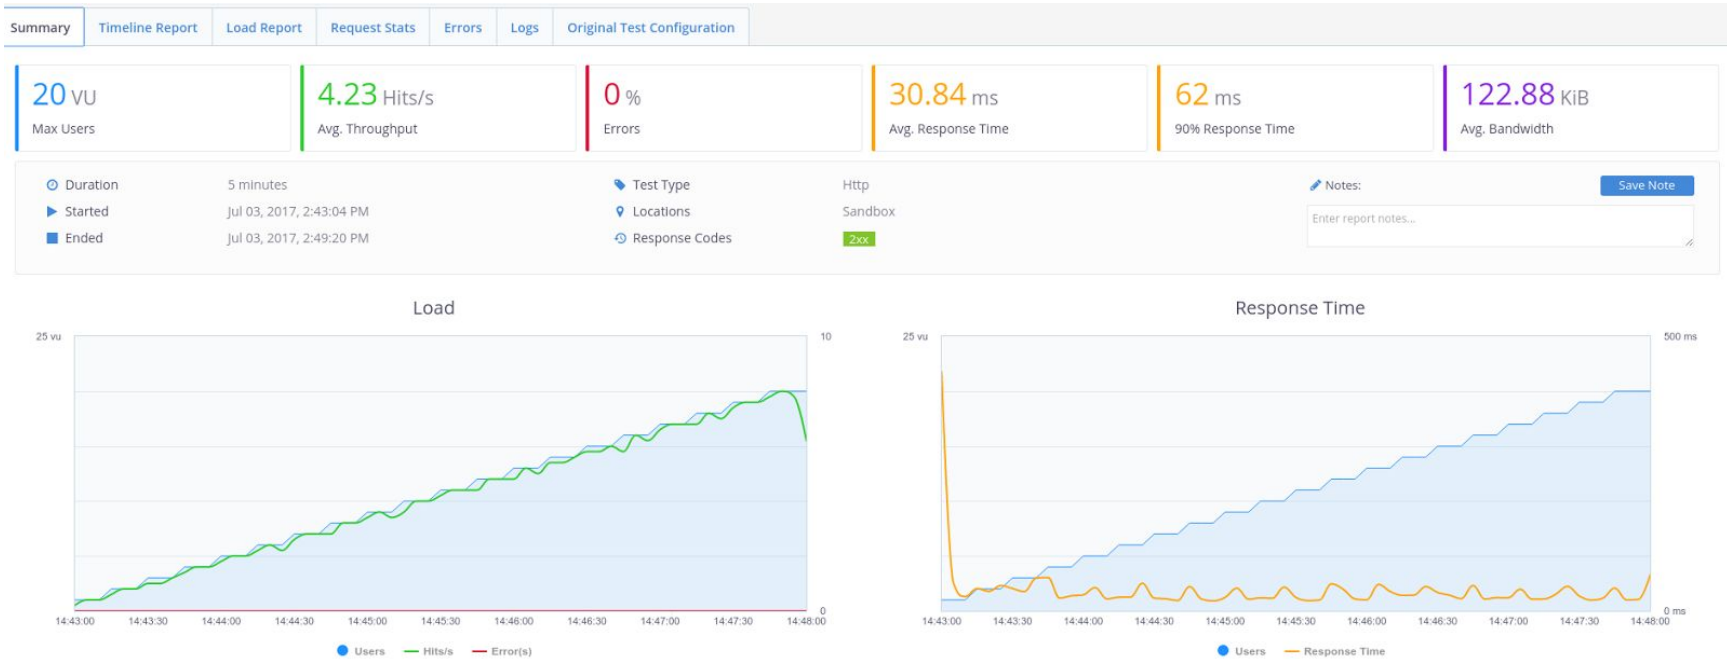 Summary Timeline Report Load Report Request Stats Errors Logs Original Test Configuration
20 VU 4.23 Hits/s 0 % 30.84 ms 62 ms 122.88 KiB
Max Users Avg. Throughput Errors Avg. Response Time 90% Response Time Avg. Bandwidth
Duration 5 minutes Test Type Http Notes: Save Note
Started Jul 03, 2017, 2:43:04 PM Locations Sandbox Enter report notes...
Ended Jul 03, 2017, 2:49:20 PM Response Codes 2xx
Load Response Time
25 vu 10 25 vu 500 ms
0 0 ms
14:43:00 14:43:30 14:44:00 14:44:30 14:45:00 14:45:30 14:46:00 14:46:30 14:47:00 14:47:30 14:48:00 14:43:00 14:43:30 14:44:00 14:44:30 14:45:00 14:45:30 14:46:00 14:46:30 14:47:00 14:47:30 14:48:00
Users Hits/s Error(s) Users Response Time